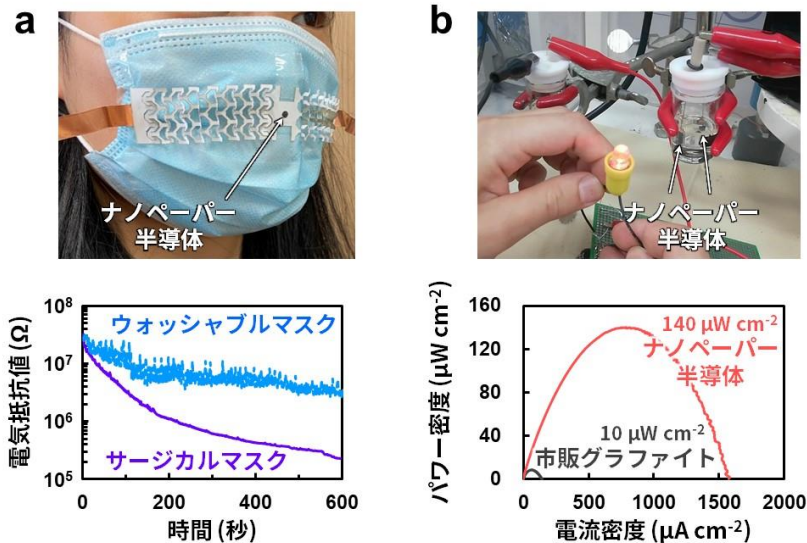 a
ナノペーパー
半導体
b
ナノペーパー
半導体
電気抵抗値 (Ω)
10⁸
10⁷
10⁶
10⁵
ウォッシャブルマスク
サージカルマスク
0
200
400
600
時間 (秒)
パワー密度 (μW cm⁻²)
160
120
80
40
0
140 μW cm⁻²
ナノペーパー
半導体
10 μW cm⁻²
市販グラファイト
0
500
1000
1500
2000
電流密度 (μA cm⁻²)